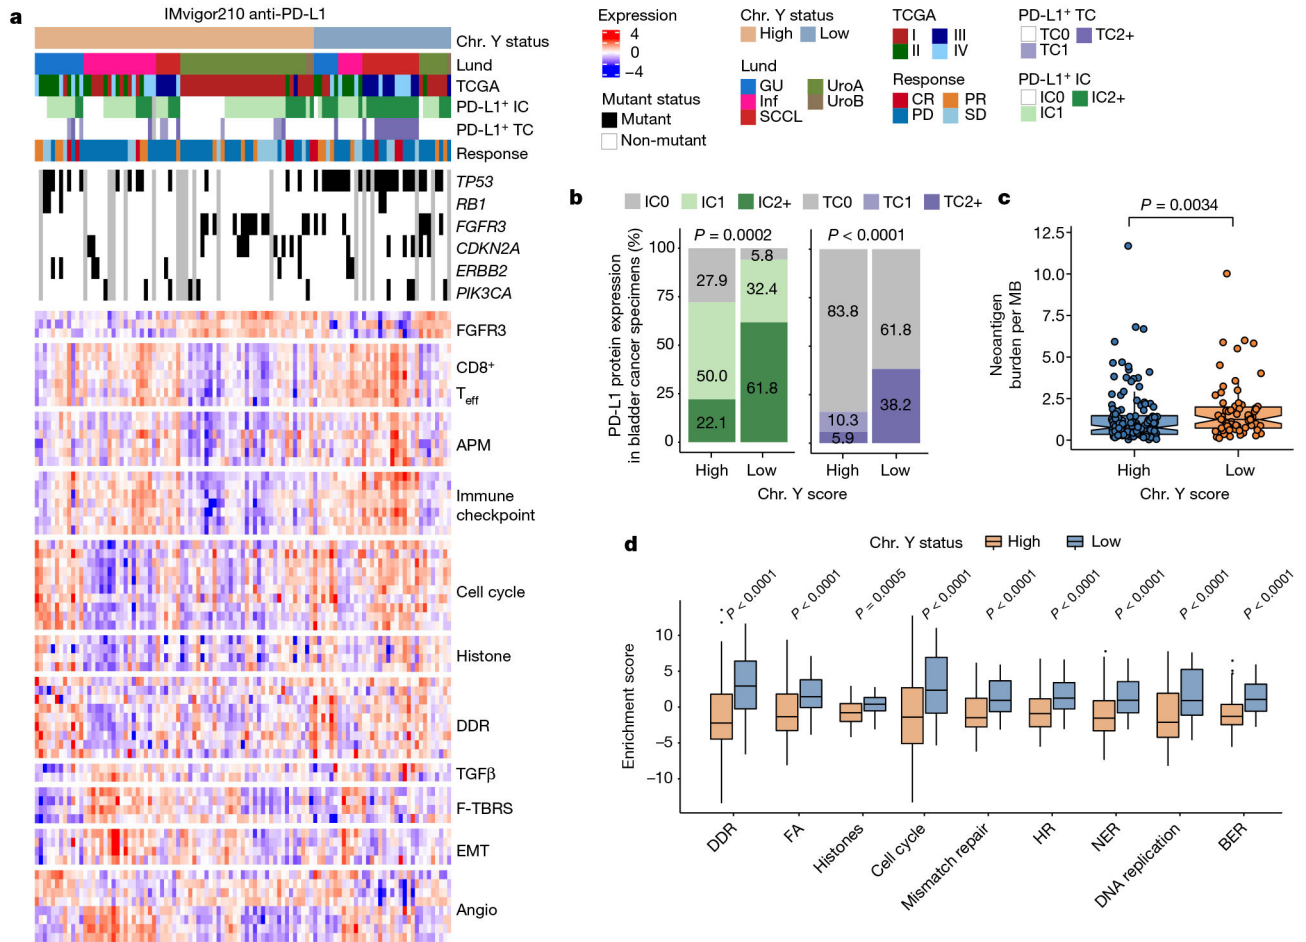 a
IMvigor210 anti-PD-L1
Chr. Y status
Lund
TCGA
PD-L1+ IC
PD-L1+ TC
Response
TP53
RB1
FGFR3
CDKN2A
ERBB2
PIK3CA
FGFR3
CD8+
Teff
APM
Immune
checkpoint
Cell cycle
Histone
DDR
TGFβ
F-TBRS
EMT
Angio
Expression
4
0
−4
Mutant status
Mutant
Non-mutant
Chr. Y status
High Low
Lund
GU UroA
Inf UroB
SCCL
TCGA
I III
II IV
Response
CR PR
PD SD
PD-L1+ TC
TC0 TC2+
TC1
PD-L1+ IC
IC0 IC2+
IC1
b
IC0 IC1 IC2+ TC0 TC1 TC2+
PD-L1 protein expression
in bladder cancer specimens (%)
100
75
50
25
0
P = 0.0002
27.9
50.0
22.1
5.8
32.4
61.8
P < 0.0001
83.8
10.3
5.9
61.8
38.2
High Low High Low
Chr. Y score
c
P = 0.0034
Neoantigen
burden per MB
12.5
10.0
7.5
5.0
2.5
0
High Low
Chr. Y score
d
Chr. Y status High Low
P < 0.0001 P < 0.0001 P = 0.0005 P < 0.0001 P < 0.0001 P < 0.0001 P < 0.0001 P < 0.0001 P < 0.0001
Enrichment score
10
5
0
−5
−10
DDR FA Histones Cell cycle Mismatch repair HR NER DNA replication BER